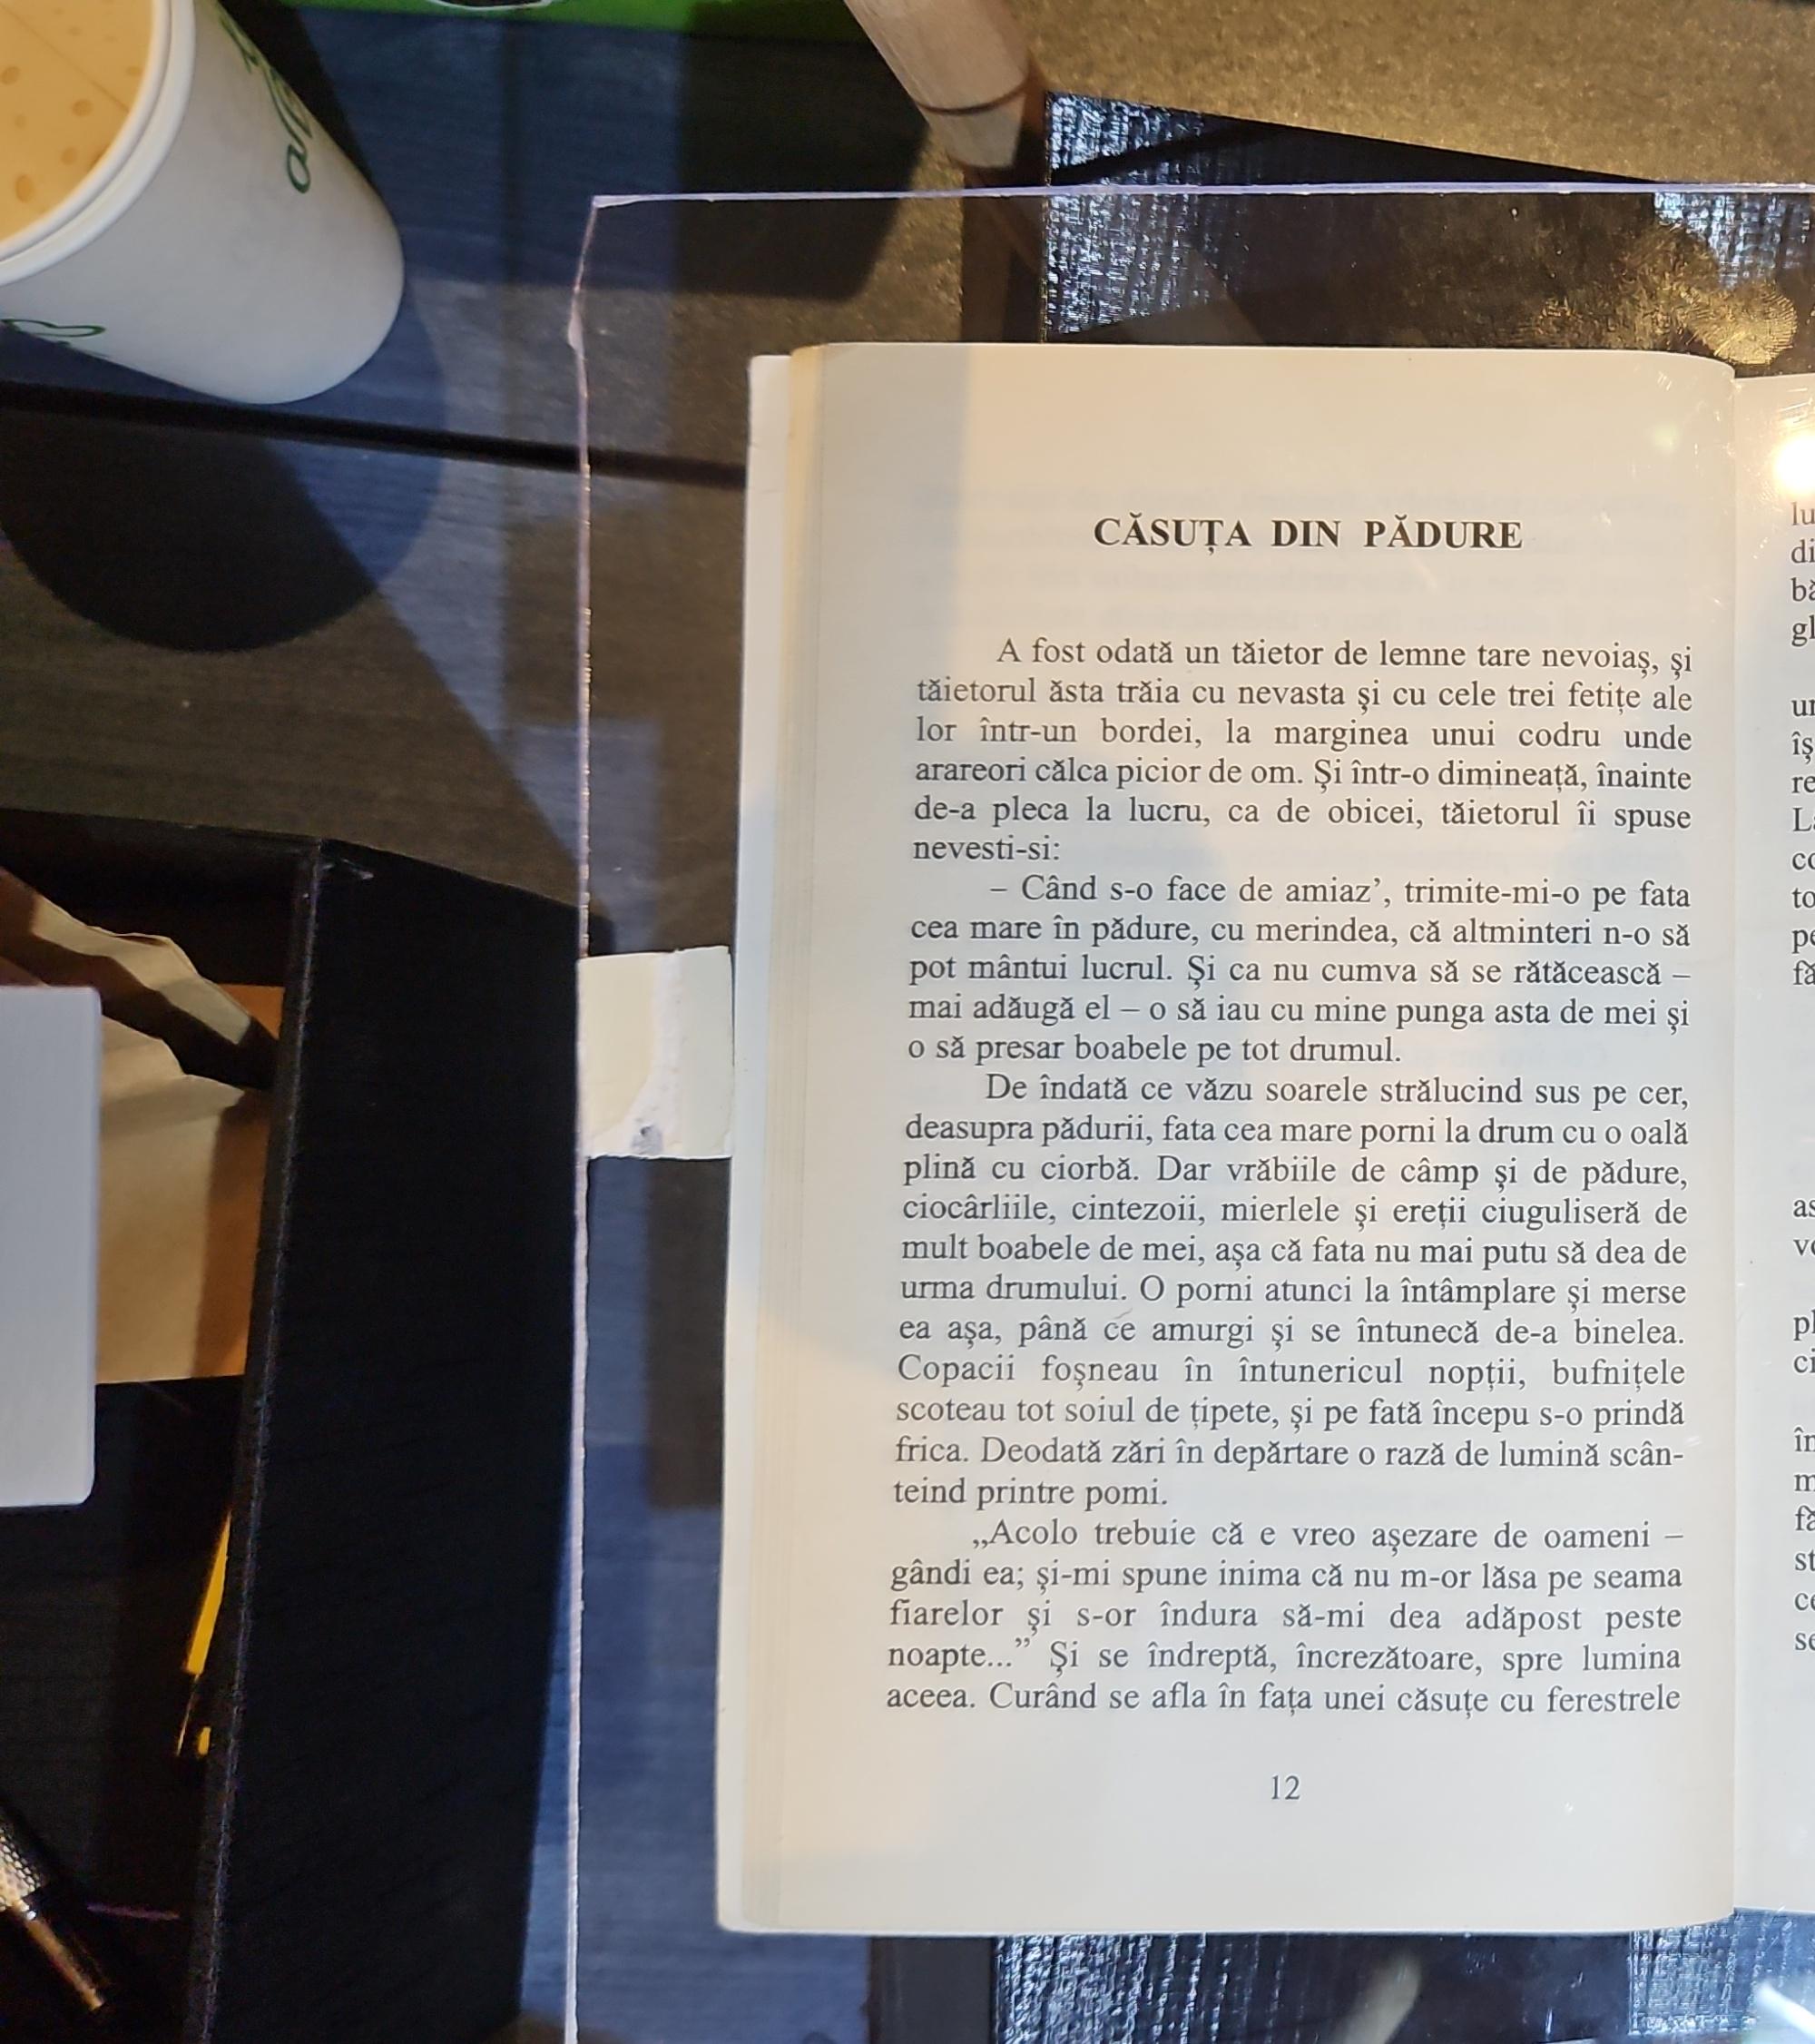 CĂSUȚA DIN PĂDURE
A fost odată un tăietor de lemne tare nevoiaș, și
tăietorul ăsta trăia cu nevasta și cu cele trei fetițe ale
lor într-un bordei, la marginea unui codru unde
arareori călca picior de om. Și într-o dimineață, înainte
de-a pleca la lucru, ca de obicei, tăietorul îi spuse
nevesti-si:
– Când s-o face de amiaz’, trimite-mi-o pe fata
cea mare în pădure, cu merindea, că altminteri n-o să
pot mântui lucrul. Și ca nu cumva să se rătăcească –
mai adăugă el – o să iau cu mine punga asta de mei și
o să presar boabele pe tot drumul.
De îndată ce văzu soarele strălucind sus pe cer,
deasupra pădurii, fata cea mare porni la drum cu o oală
plină cu ciorbă. Dar vrăbiile de câmp și de pădure,
ciocârliile, cintezoii, mierlele și ereții ciuguliseră de
mult boabele de mei, așa că fata nu mai putu să dea de
urma drumului. O porni atunci la întâmplare și merse
ea așa, până ce amurgi și se întunecă de-a binelea.
Copacii foșneau în întunericul nopții, bufnițele
scoteau tot soiul de țipete, și pe fată începu s-o prindă
frica. Deodată zări în depărtare o rază de lumină scân-
teind printre pomi.
„Acolo trebuie că e vreo așezare de oameni –
gândi ea; și-mi spune inima că nu m-or lăsa pe seama
fiarelor și s-or îndura să-mi dea adăpost peste
noapte...” Și se îndreptă, încrezătoare, spre lumina
aceea. Curând se afla în fața unei căsuțe cu ferestrele
12